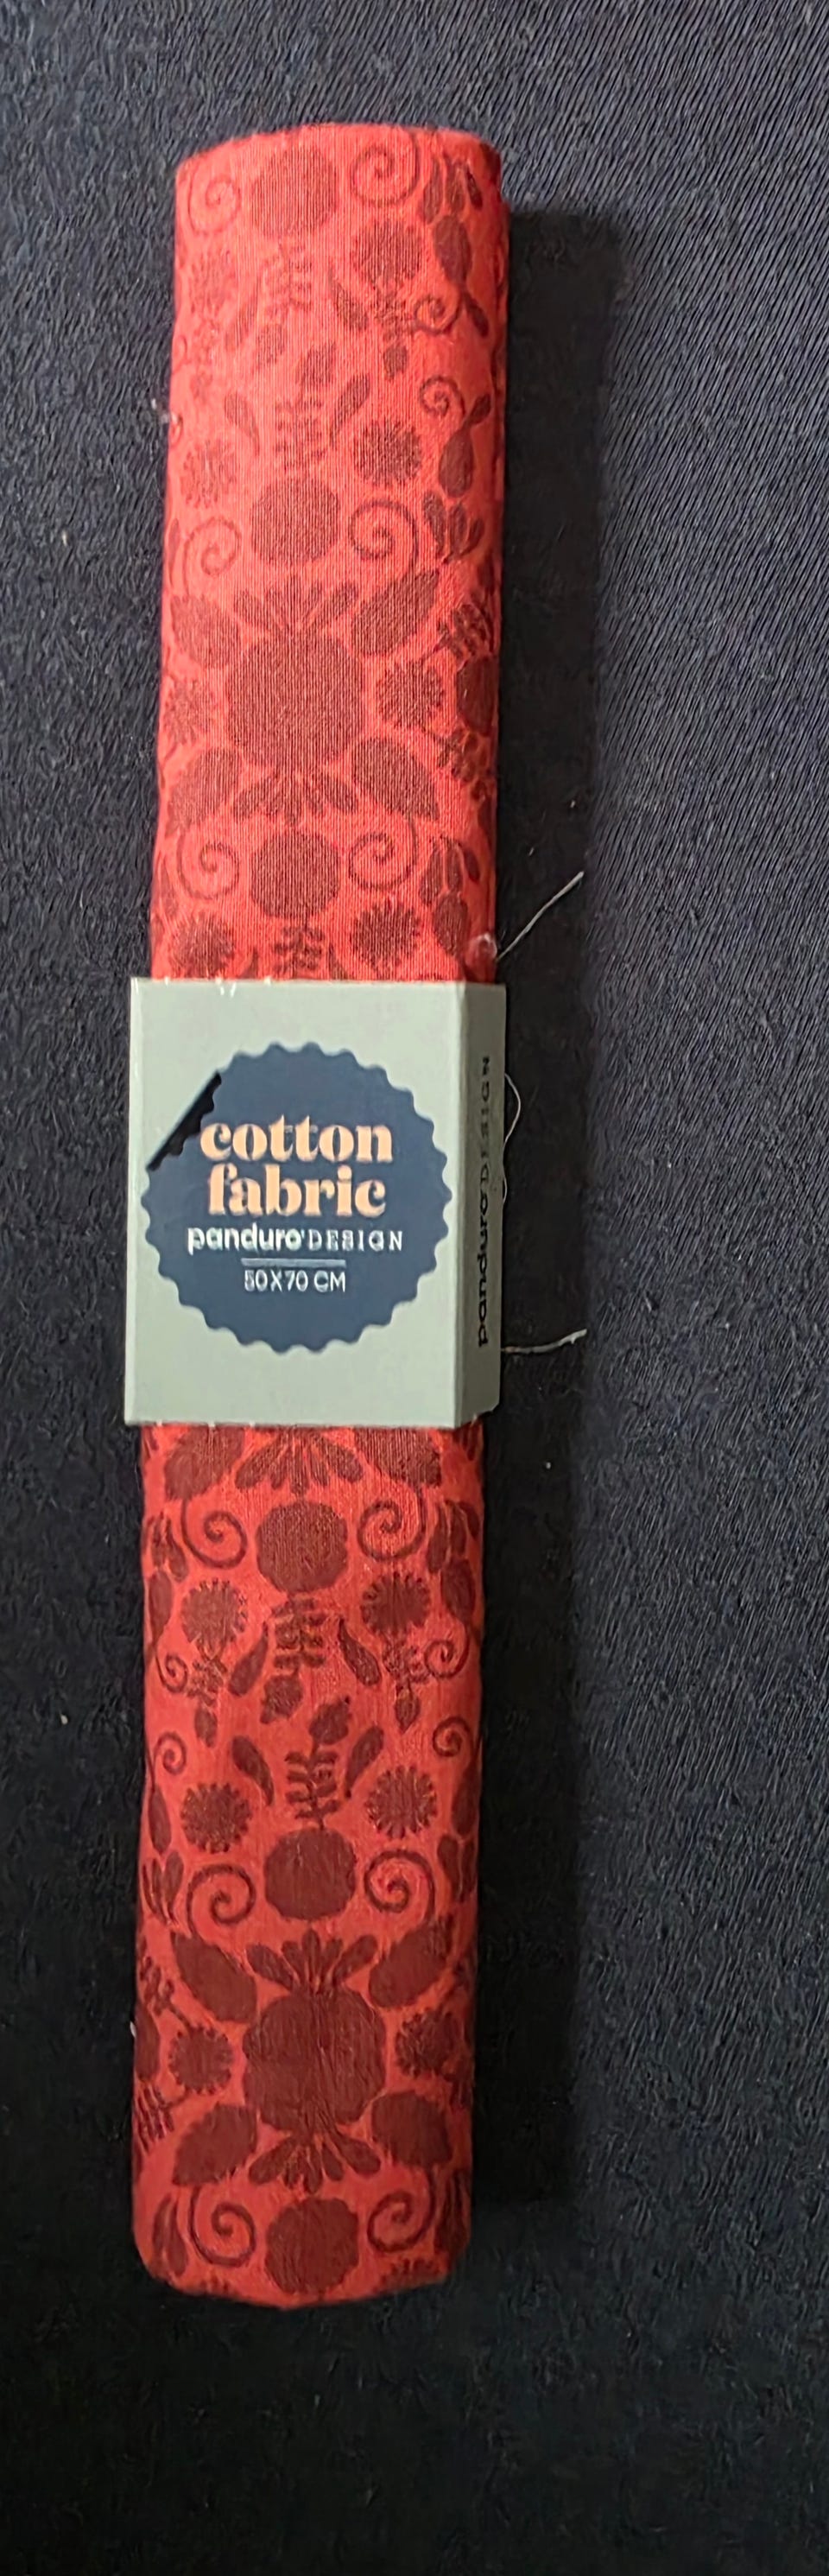 cotton
fabric
panduro DESIGN
50X70 CM
panduro DESIGN